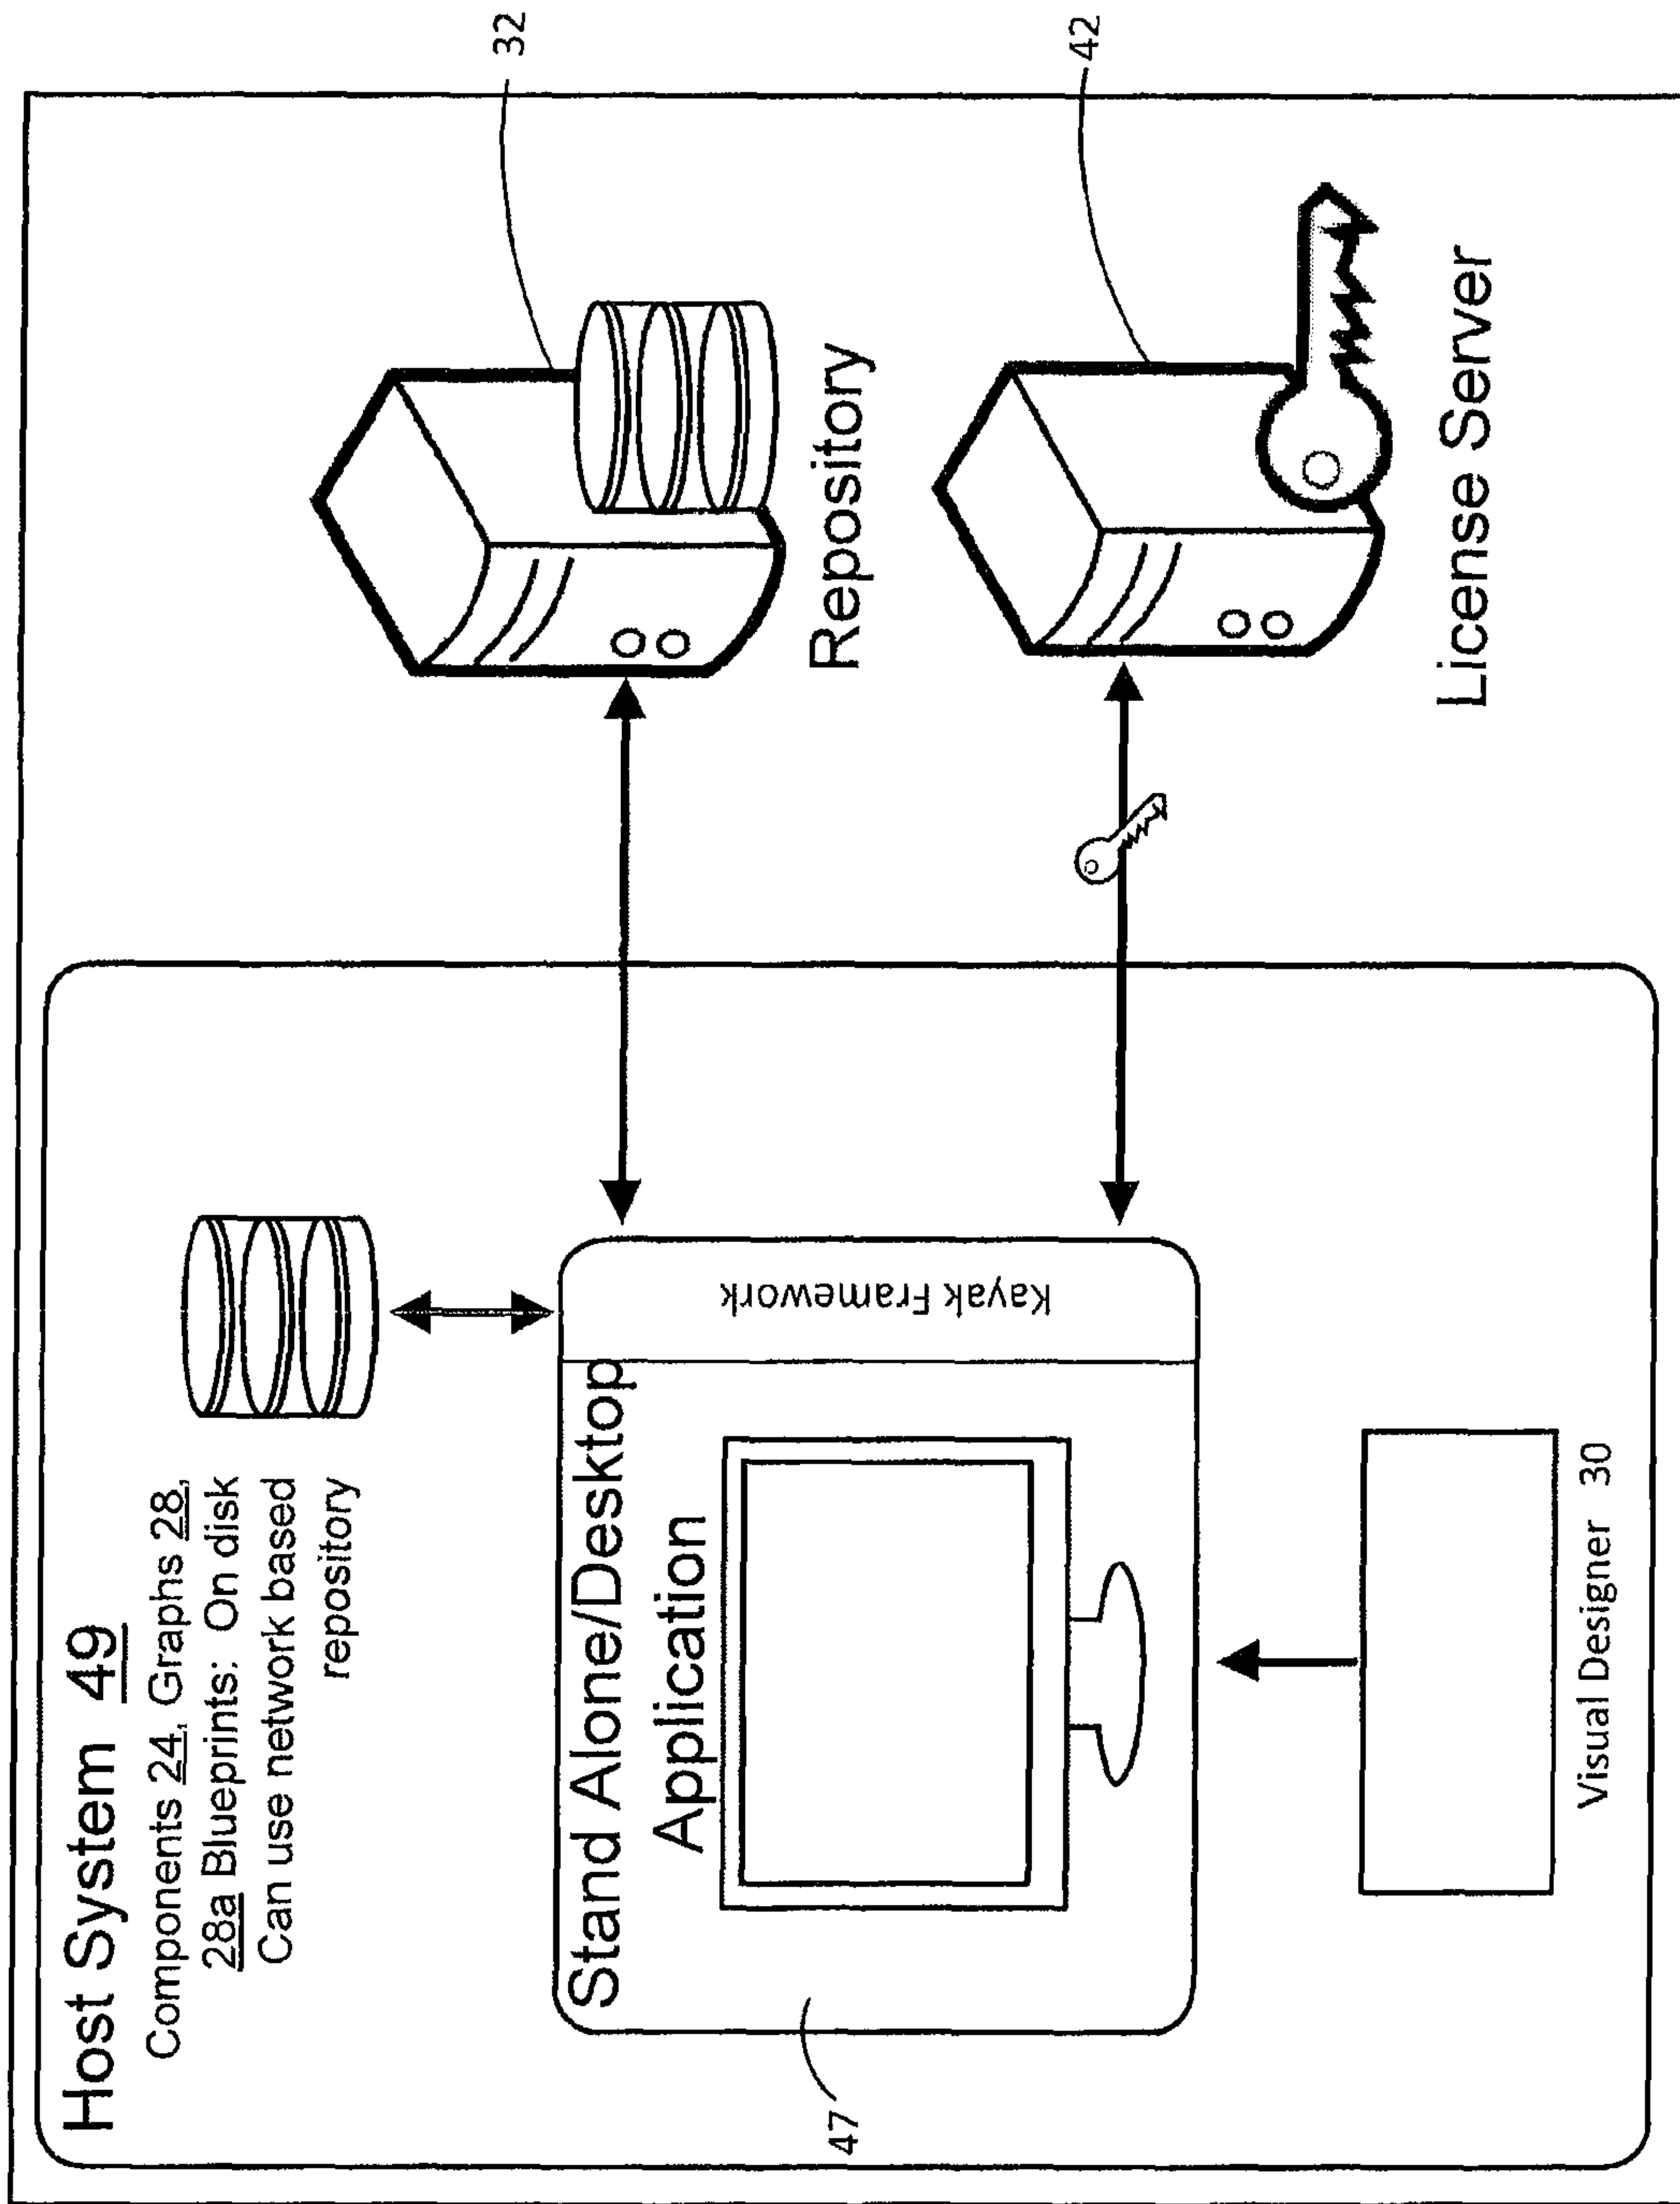 Host System 49
Components 24, Graphs 28,
28a Blueprints: On disk
Can use network based
repository
Stand Alone/Desktop
Application
Kayak Framework
47
Visual Designer 30
32
Repository
42
License Server